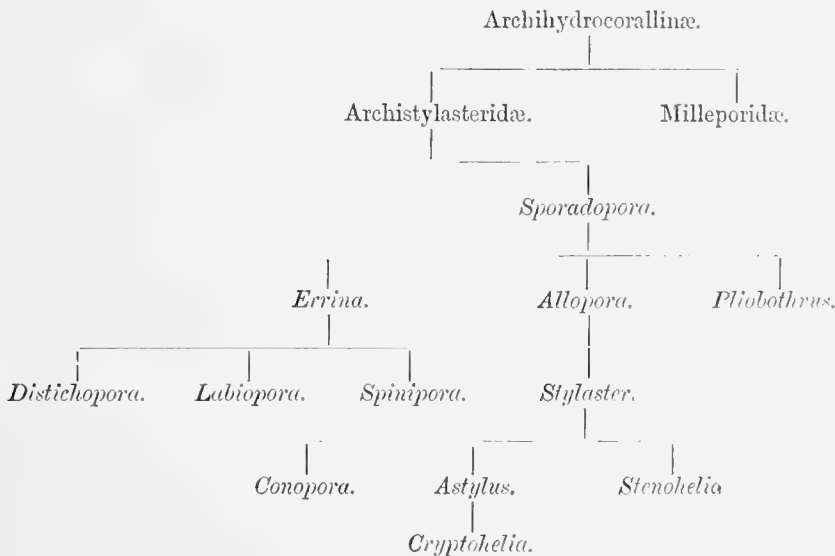 Archihydrocorallinæ.
Archistylasteridæ. Milleporidæ.
Sporadopora.
Errina. Allopora. Pliobothrus.
Distichopora. Labiopora. Spinipora. Stylaster.
Conopora. Astylus. Stenohelia
Cryptohelia.